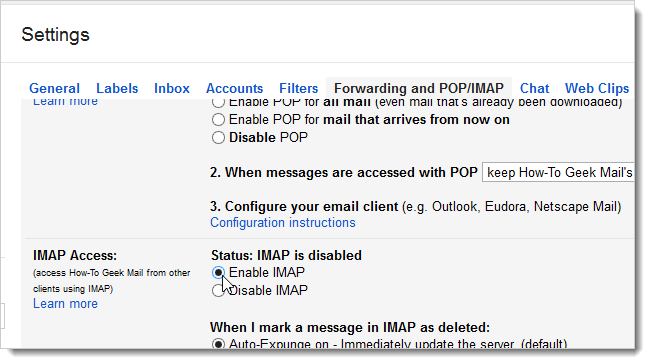 Settings
General Labels Inbox Accounts Filters Forwarding and POP/IMAP Chat Web Clips
Learn more
Enable POP for all mail (even mail that's already been downloaded)
Enable POP for mail that arrives from now on
Disable POP
2. When messages are accessed with POP keep How-To Geek Mail's
3. Configure your email client (e.g. Outlook, Eudora, Netscape Mail)
Configuration instructions
IMAP Access:
(access How-To Geek Mail from other
clients using IMAP)
Learn more
Status: IMAP is disabled
Enable IMAP
Disable IMAP
When I mark a message in IMAP as deleted:
Auto-Expunge on - Immediately update the server. (default)